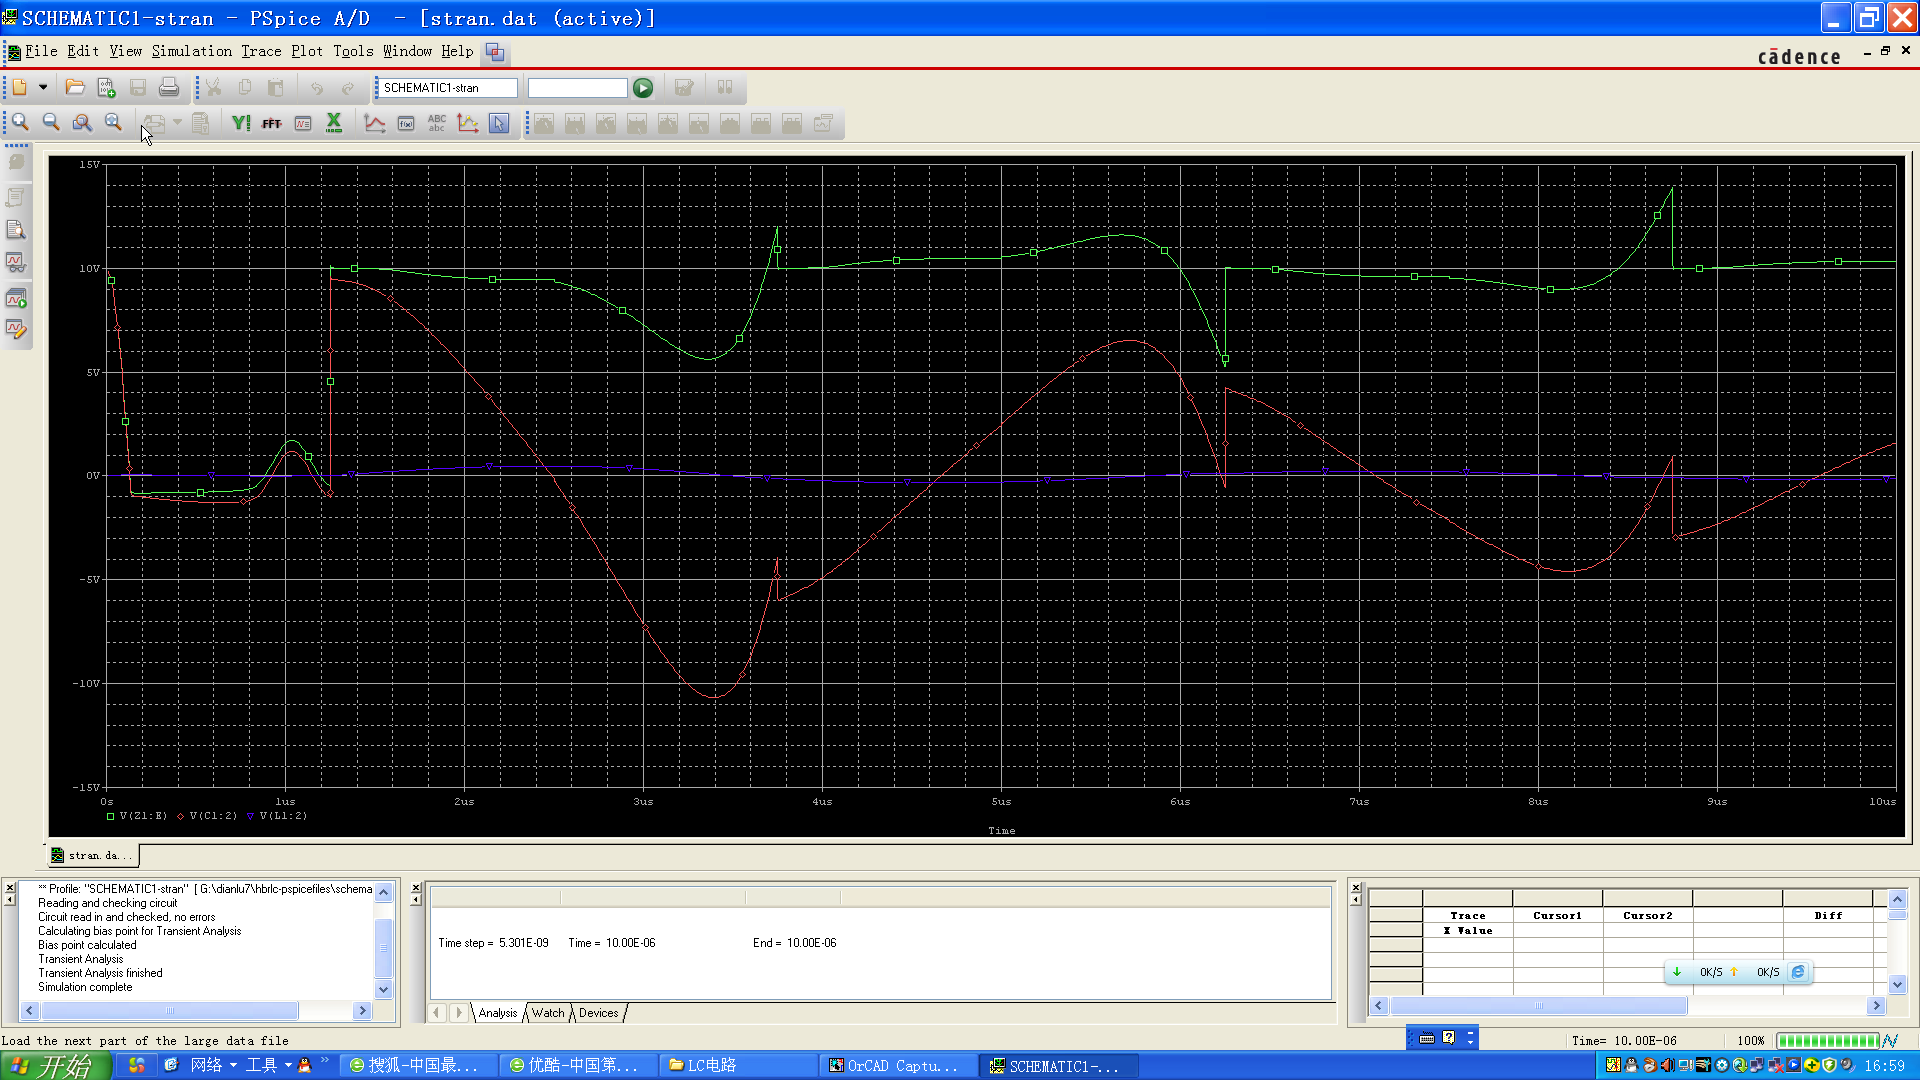 SCHEMATIC1-stran - PSpice A/D - [stran.dat (active)]
File Edit View Simulation Trace Plot Tools Window Help
cādence
SCHEMATIC1-stran
FFT
ABC
abc
15V
10V
5V
0V
-5V
-10V
-15V
0s 1us 2us 3us 4us 5us 6us 7us 8us 9us 10us
V(Z1:E) V(C1:2) V(L1:2)
Time
stran.da...
** Profile: "SCHEMATIC1-stran" [ G:\dianlu7\hbrlc-pspicefiles\schema
Reading and checking circuit
Circuit read in and checked, no errors
Calculating bias point for Transient Analysis
Bias point calculated
Transient Analysis
Transient Analysis finished
Simulation complete
Time step = 5.301E-09 Time = 10.00E-06 End = 10.00E-06
Analysis Watch Devices
Trace Cursor1 Cursor2 Diff
X Value
0K/S 0K/S
Load the next part of the large data file
Time= 10.00E-06 100%
开始 网络 工具 搜狐-中国最... 优酷-中国第... LC电路 OrCAD Captu... SCHEMATIC1-... 16:59